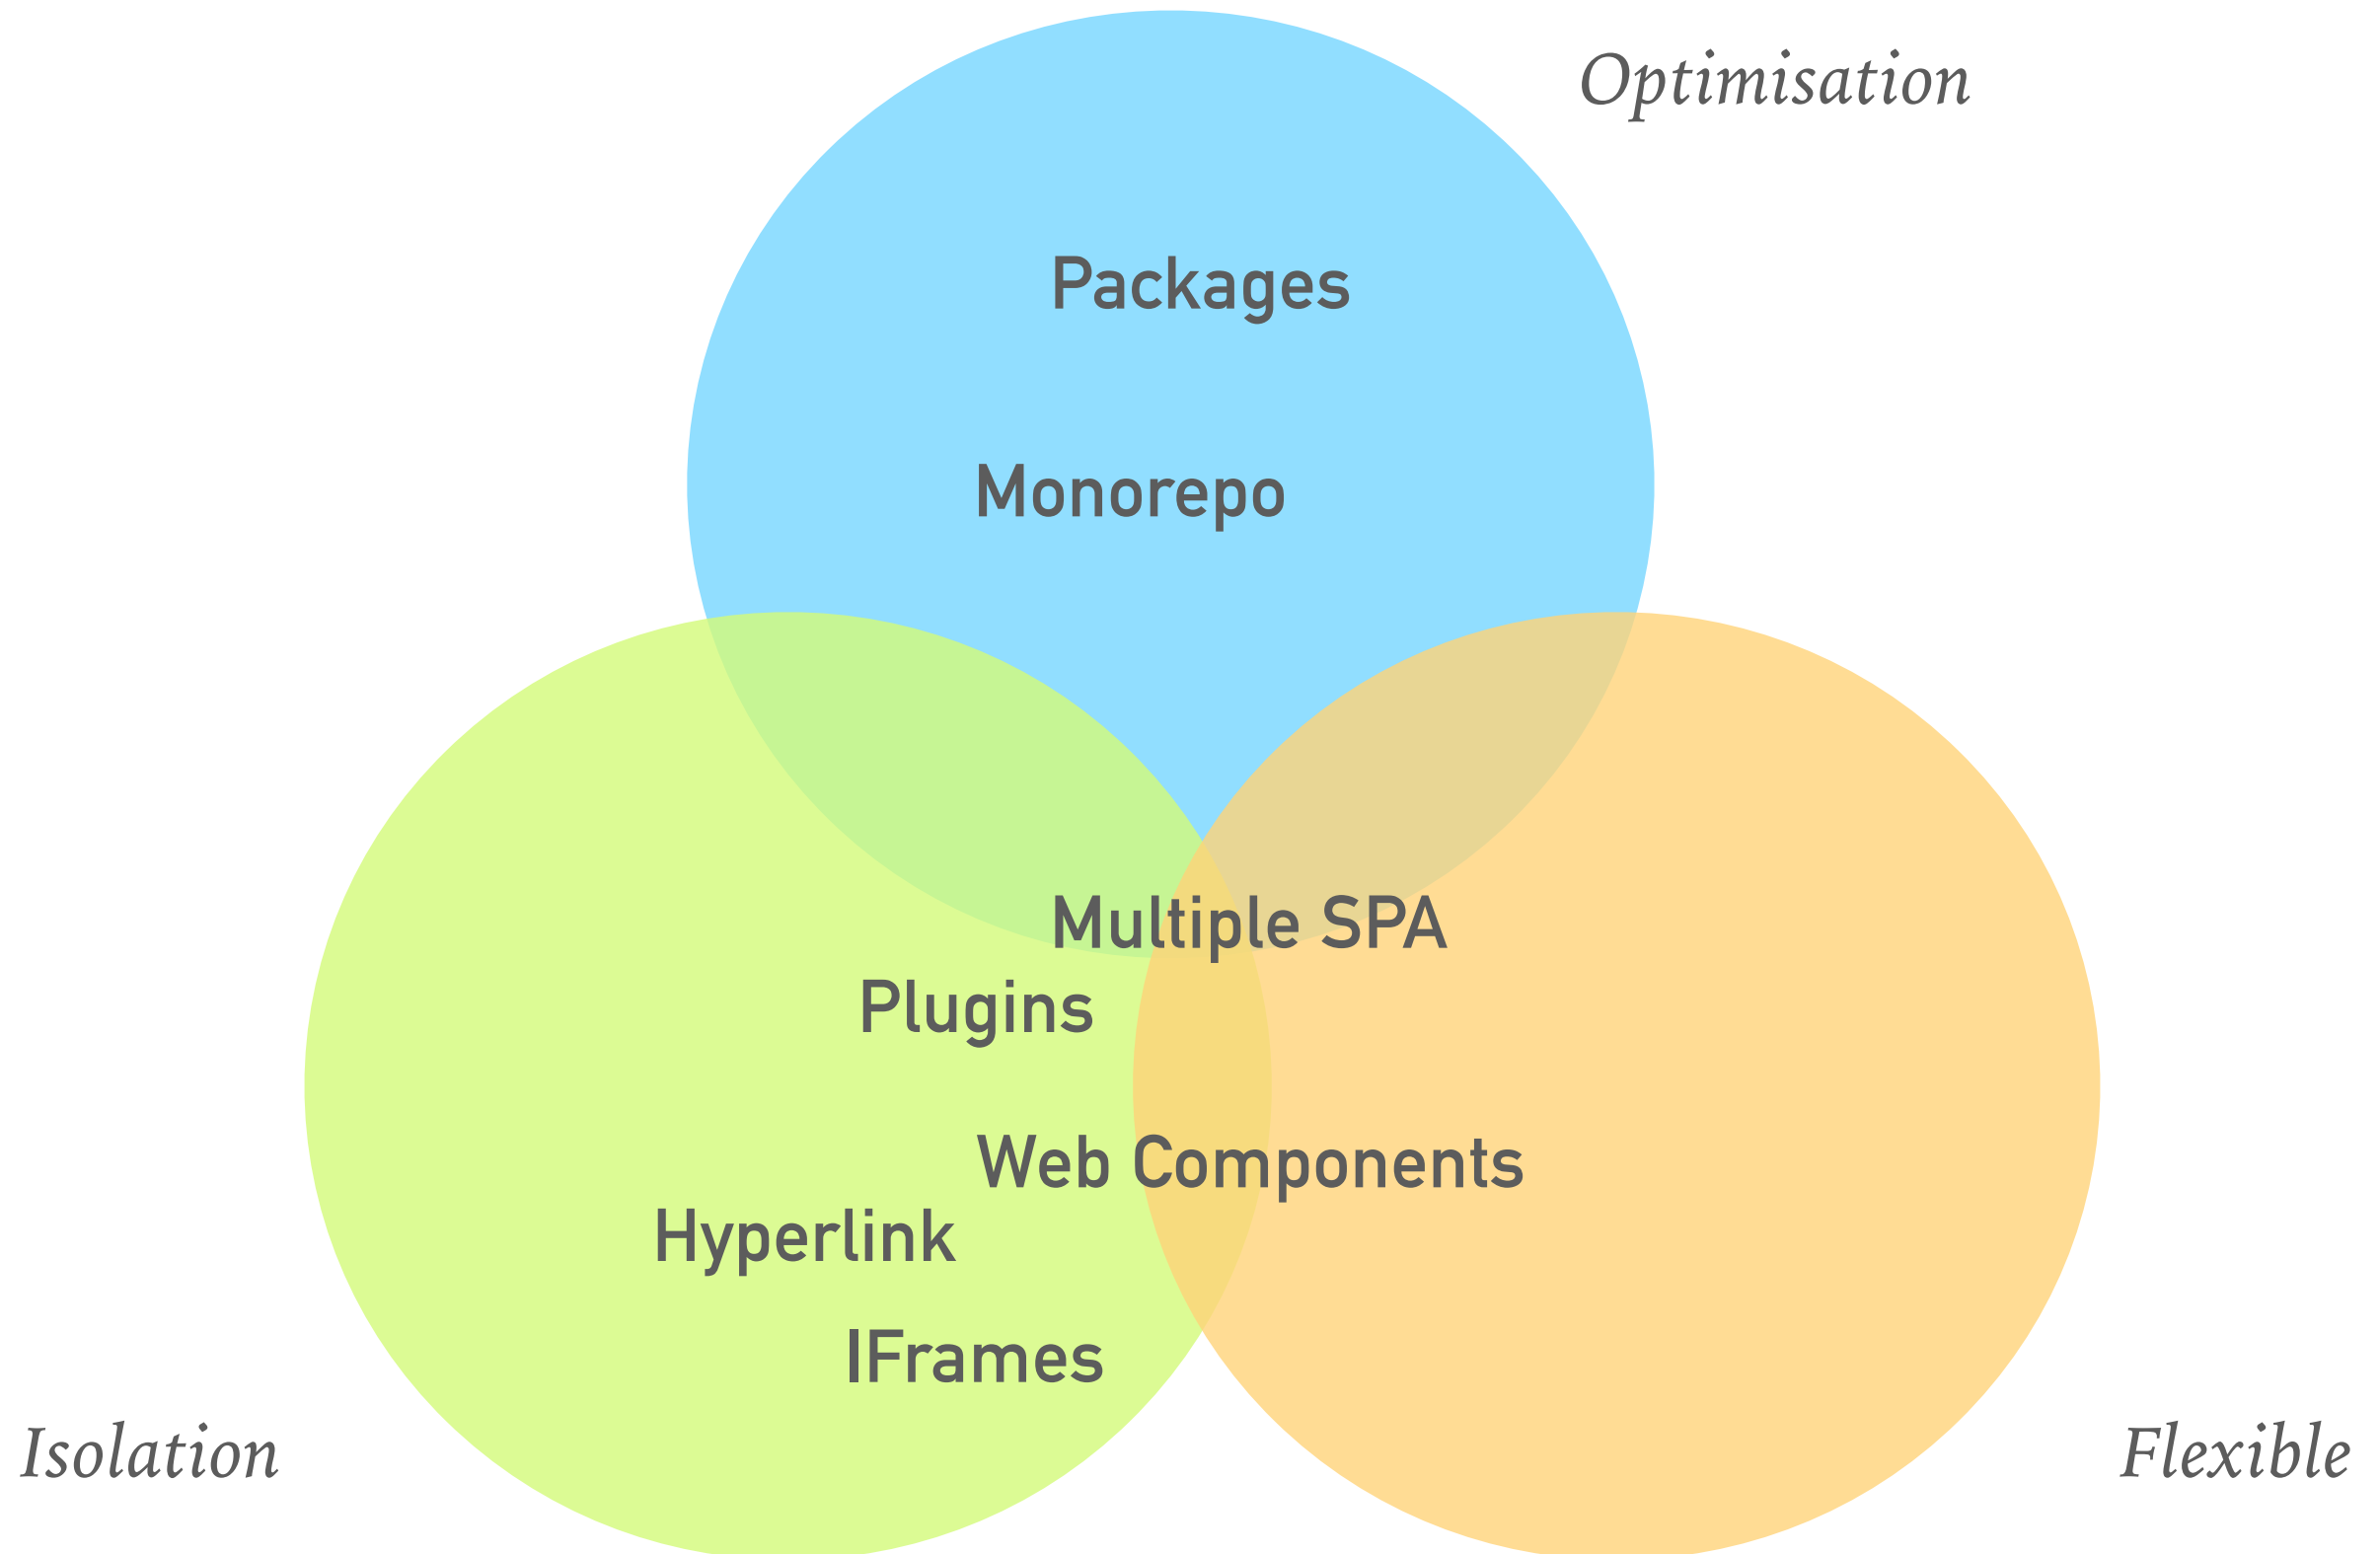 Optimisation
Packages
Monorepo
Multiple SPA
Plugins
Web Components
Hyperlink
IFrames
Isolation
Flexible